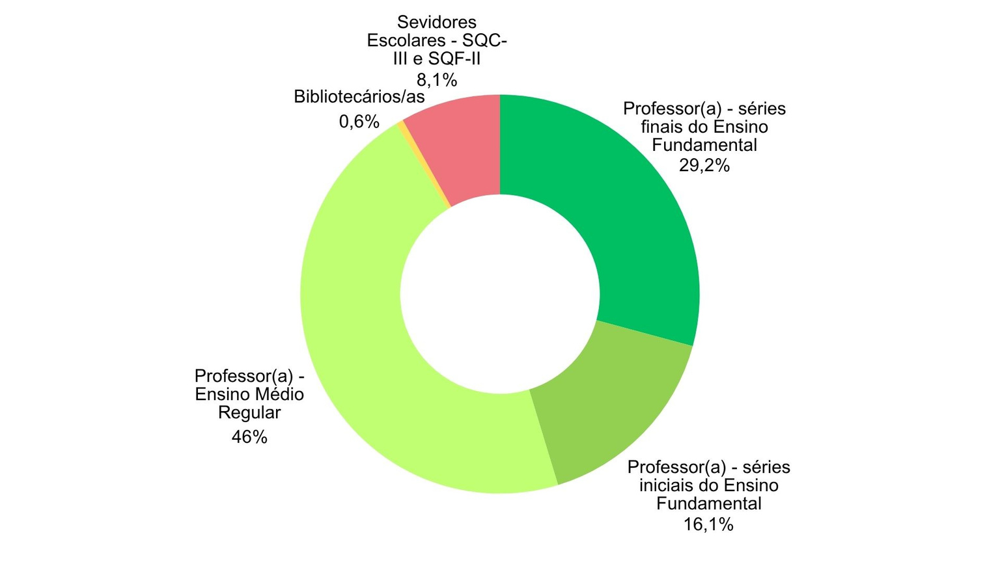 Sevidores
Escolares - SQC-
III e SQF-II
8,1%
Bibliotecários/as
0,6%
Professor(a) - séries
finais do Ensino
Fundamental
29,2%
Professor(a) -
Ensino Médio
Regular
46%
Professor(a) - séries
iniciais do Ensino
Fundamental
16,1%